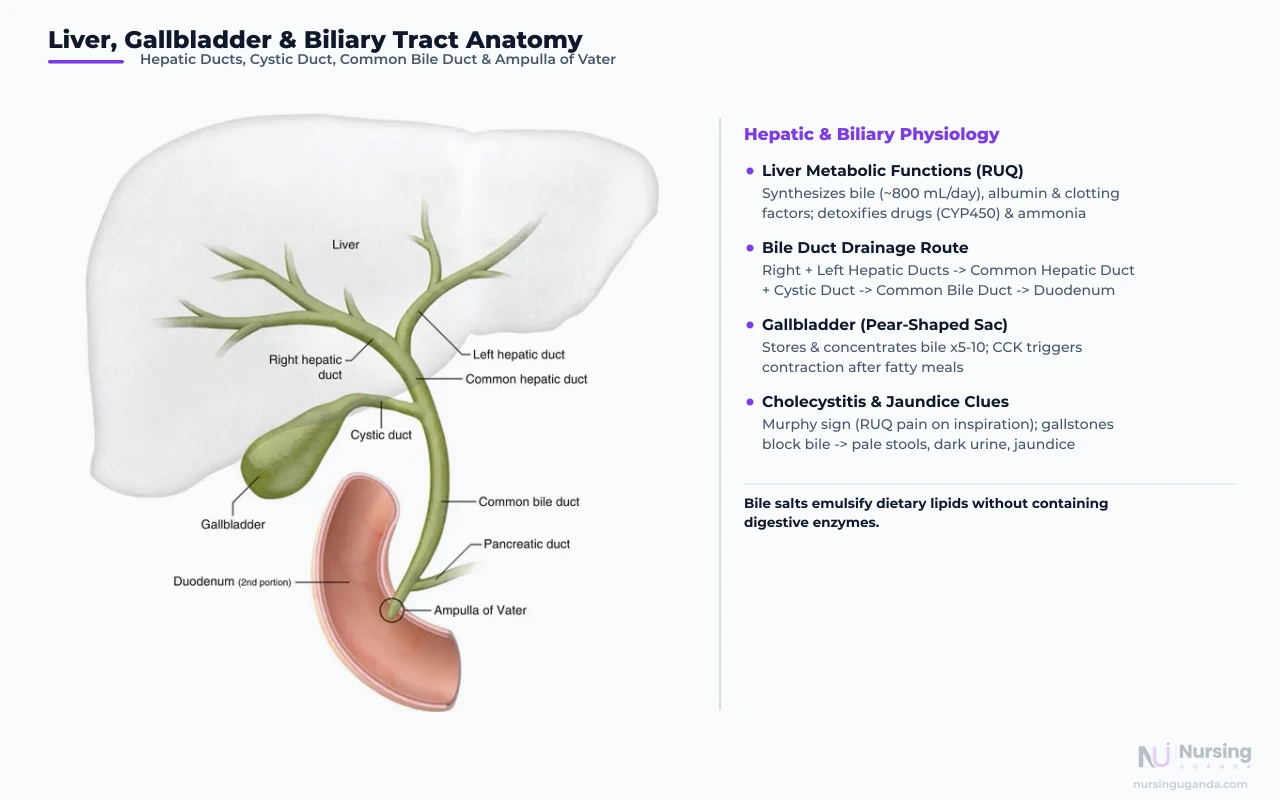 Liver, Gallbladder & Biliary Tract Anatomy
Hepatic Ducts, Cystic Duct, Common Bile Duct & Ampulla of Vater
Liver
Right hepatic
duct
Left hepatic duct
Common hepatic duct
Cystic duct
Gallbladder
Common bile duct
Pancreatic duct
Duodenum (2nd portion)
Ampulla of Vater
Hepatic & Biliary Physiology
Liver Metabolic Functions (RUQ)
Synthesizes bile (~800 mL/day), albumin & clotting
factors; detoxifies drugs (CYP450) & ammonia
Bile Duct Drainage Route
Right + Left Hepatic Ducts -> Common Hepatic Duct
+ Cystic Duct -> Common Bile Duct -> Duodenum
Gallbladder (Pear-Shaped Sac)
Stores & concentrates bile x5-10; CCK triggers
contraction after fatty meals
Cholecystitis & Jaundice Clues
Murphy sign (RUQ pain on inspiration); gallstones
block bile -> pale stools, dark urine, jaundice
Bile salts emulsify dietary lipids without containing
digestive enzymes.
NU Nursing
UGANDA
nursinguganda.com